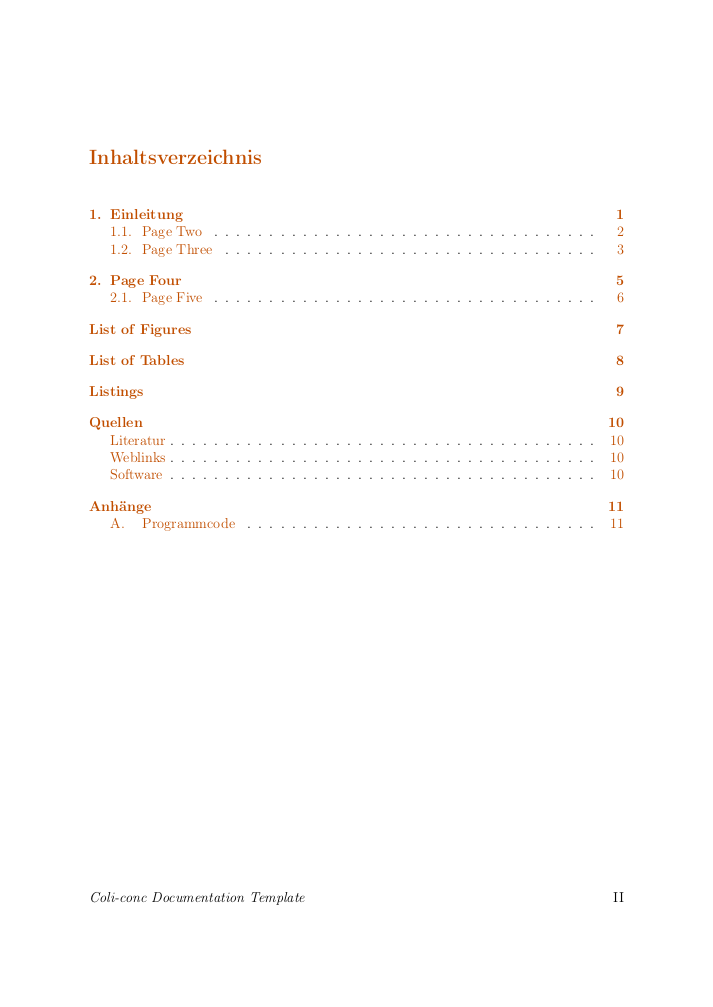 Inhaltsverzeichnis
1. Einleitung 1
1.1. Page Two . . . . . . . . . . . . . . . . . . . . . . . . . . . . . . . . . . . 2
1.2. Page Three . . . . . . . . . . . . . . . . . . . . . . . . . . . . . . . . . . 3
2. Page Four 5
2.1. Page Five . . . . . . . . . . . . . . . . . . . . . . . . . . . . . . . . . . . 6
List of Figures 7
List of Tables 8
Listings 9
Quellen 10
Literatur . . . . . . . . . . . . . . . . . . . . . . . . . . . . . . . . . . . . . . . 10
Weblinks . . . . . . . . . . . . . . . . . . . . . . . . . . . . . . . . . . . . . . . 10
Software . . . . . . . . . . . . . . . . . . . . . . . . . . . . . . . . . . . . . . . 10
Anhänge 11
A. Programmcode . . . . . . . . . . . . . . . . . . . . . . . . . . . . . . . . 11
Coli-conc Documentation Template II